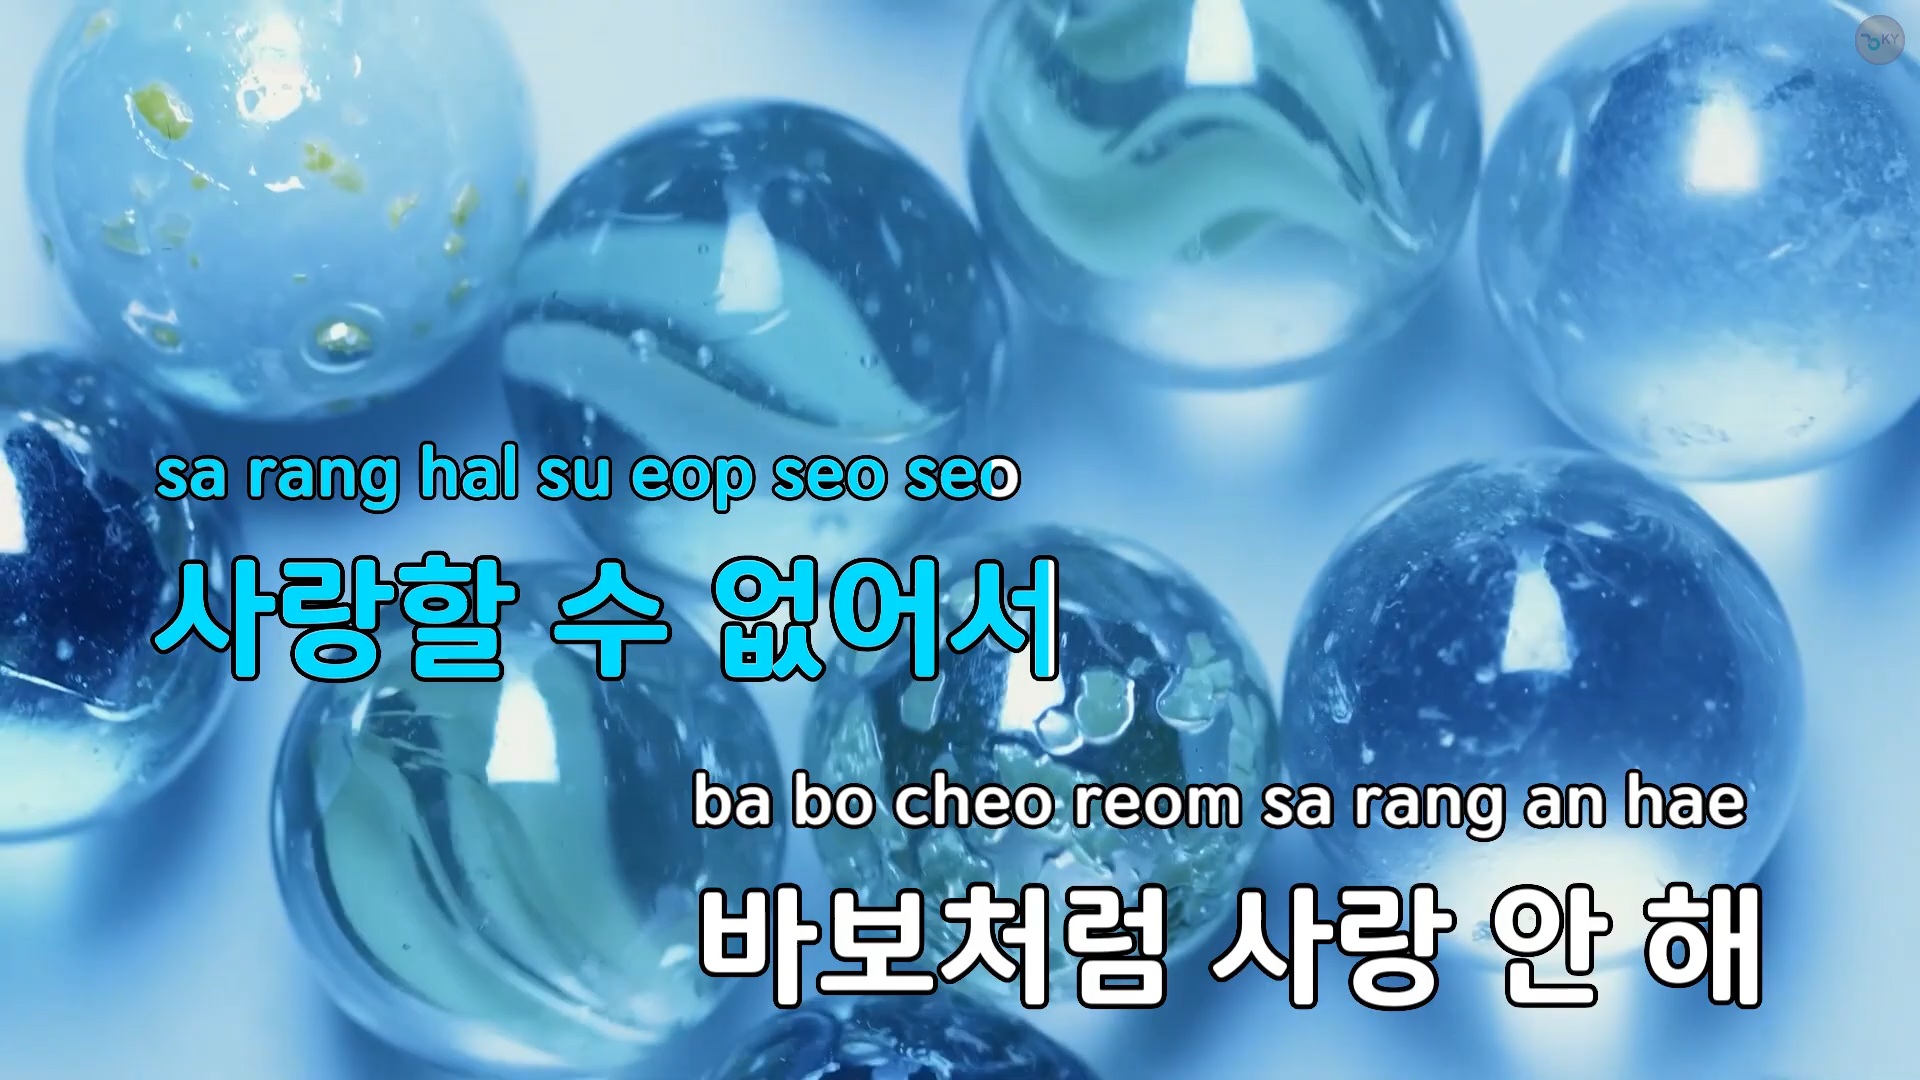 KY
sa rang hal su eop seo seo
사랑할 수 없어서
ba bo cheo reom sa rang an hae
바보처럼 사랑 안 해